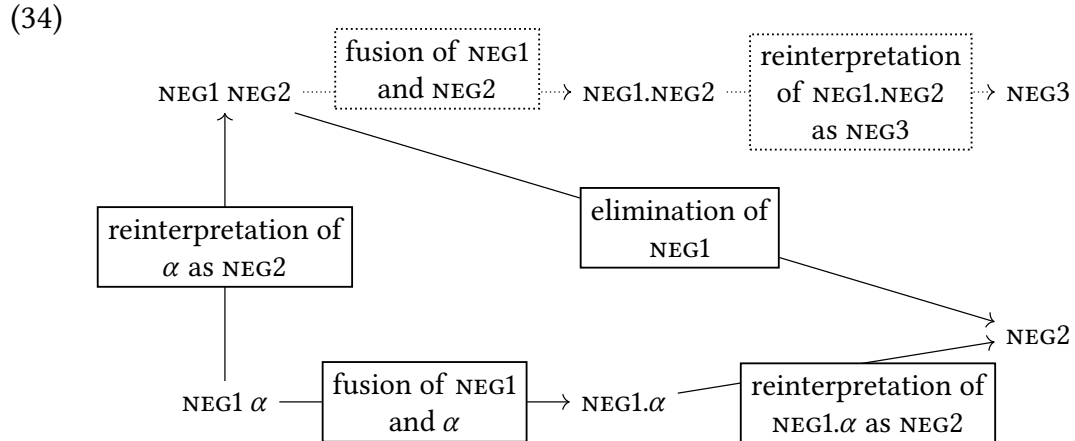 (34)
fusion of NEG1
and NEG2
reinterpretation
of NEG1.NEG2
as NEG3
NEG1 NEG2
NEG1.NEG2
NEG3
reinterpretation of
α as NEG2
elimination of
NEG1
NEG2
NEG1 α
fusion of NEG1
and α
NEG1.α
reinterpretation of
NEG1.α as NEG2